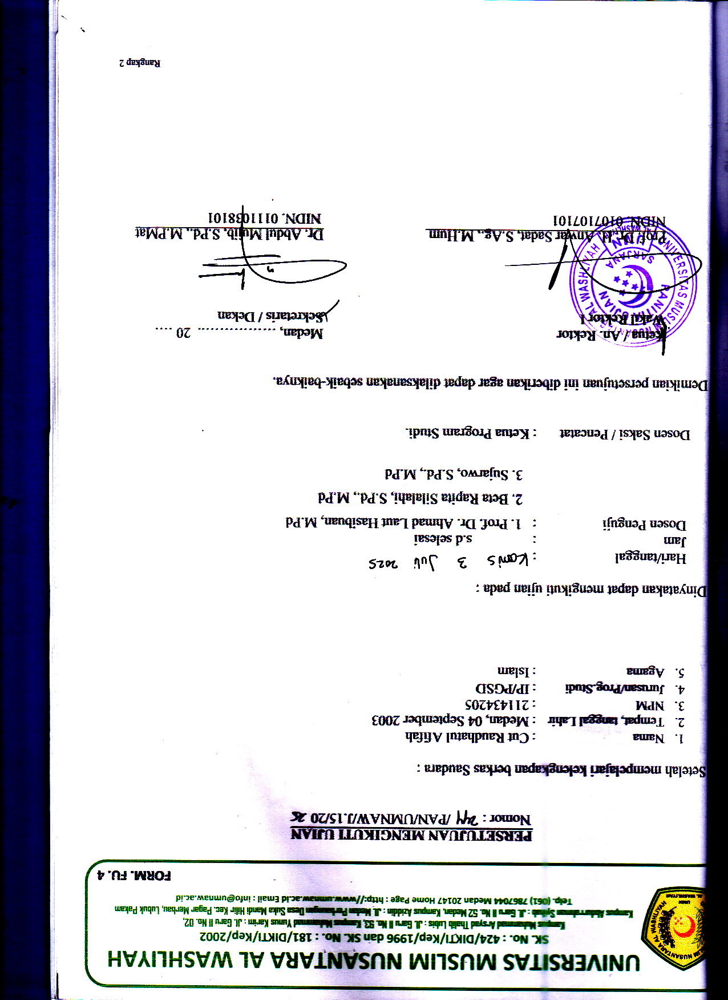 UNIVERSITAS MUSLIM NUSANTARA AL WASHLIYAH
SK. No. : 424/DIKTI/Kep/1996 dan SK. No. : 181/DIKTI/Kep/2002
Kampus Muhammad Arsyad Thalib Lubis : Jl. Garu II No. 93, Kampus Muhammad Yunus Karim : Jl. Garu II No. 02,
Kampus Abdurrahman Syihab : Jl. Garu II No. 52 Medan, Kampus Aziddin : Jl. Medan Perbaungan Desa Suka Mandi Hilir Kec. Pagar Merbau, Lubuk Pakam
Telp. (061) 7867044 Medan 20147 Home Page : http://www.umnaw.ac.id Email : info@umnaw.ac.id
FORM. FU. 4
PERSETUJUAN MENGIKUTI UJIAN
Nomor : 244 /PAN/UMNAW/J.15/20 25
Setelah mempelajari kelengkapan berkas Saudara :
1. Nama : Cut Raudhatul Afifah
2. Tempat, tanggal Lahir : Medan, 04 September 2003
3. NPM : 211434205
4. Jurusan/Prog.Studi : IP/PGSD
5. Agama : Islam
Dinyatakan dapat mengikuti ujian pada :
Hari/tanggal : Kamis 3 Juli 2025
Jam : s.d selesai
Dosen Penguji : 1. Prof. Dr. Ahmad Laut Hasibuan, M.Pd
2. Beta Rapita Silalahi, S.Pd., M.Pd
3. Sujarwo, S.Pd., M.Pd
Dosen Saksi / Pencatat : Ketua Program Studi.
Demikian persetujuan ini diberikan agar dapat dilaksanakan sebaik-baiknya.
Medan, .................. 20 ....
Ketua / An. Rektor
Wakil Rektor I
Sekretaris / Dekan
UNIVERSITAS MUSLIM NUSANTARA AL WASHLIYAH
PANITIA UJIAN
SARJANA
UMN
Prof. Dr. H. Anwar Sadat, S.Ag., M.Hum
NIDN. 0107107101
Dr. Abdul Mujib, S.Pd., M.PMat
NIDN. 0111038101
Rangkap 2